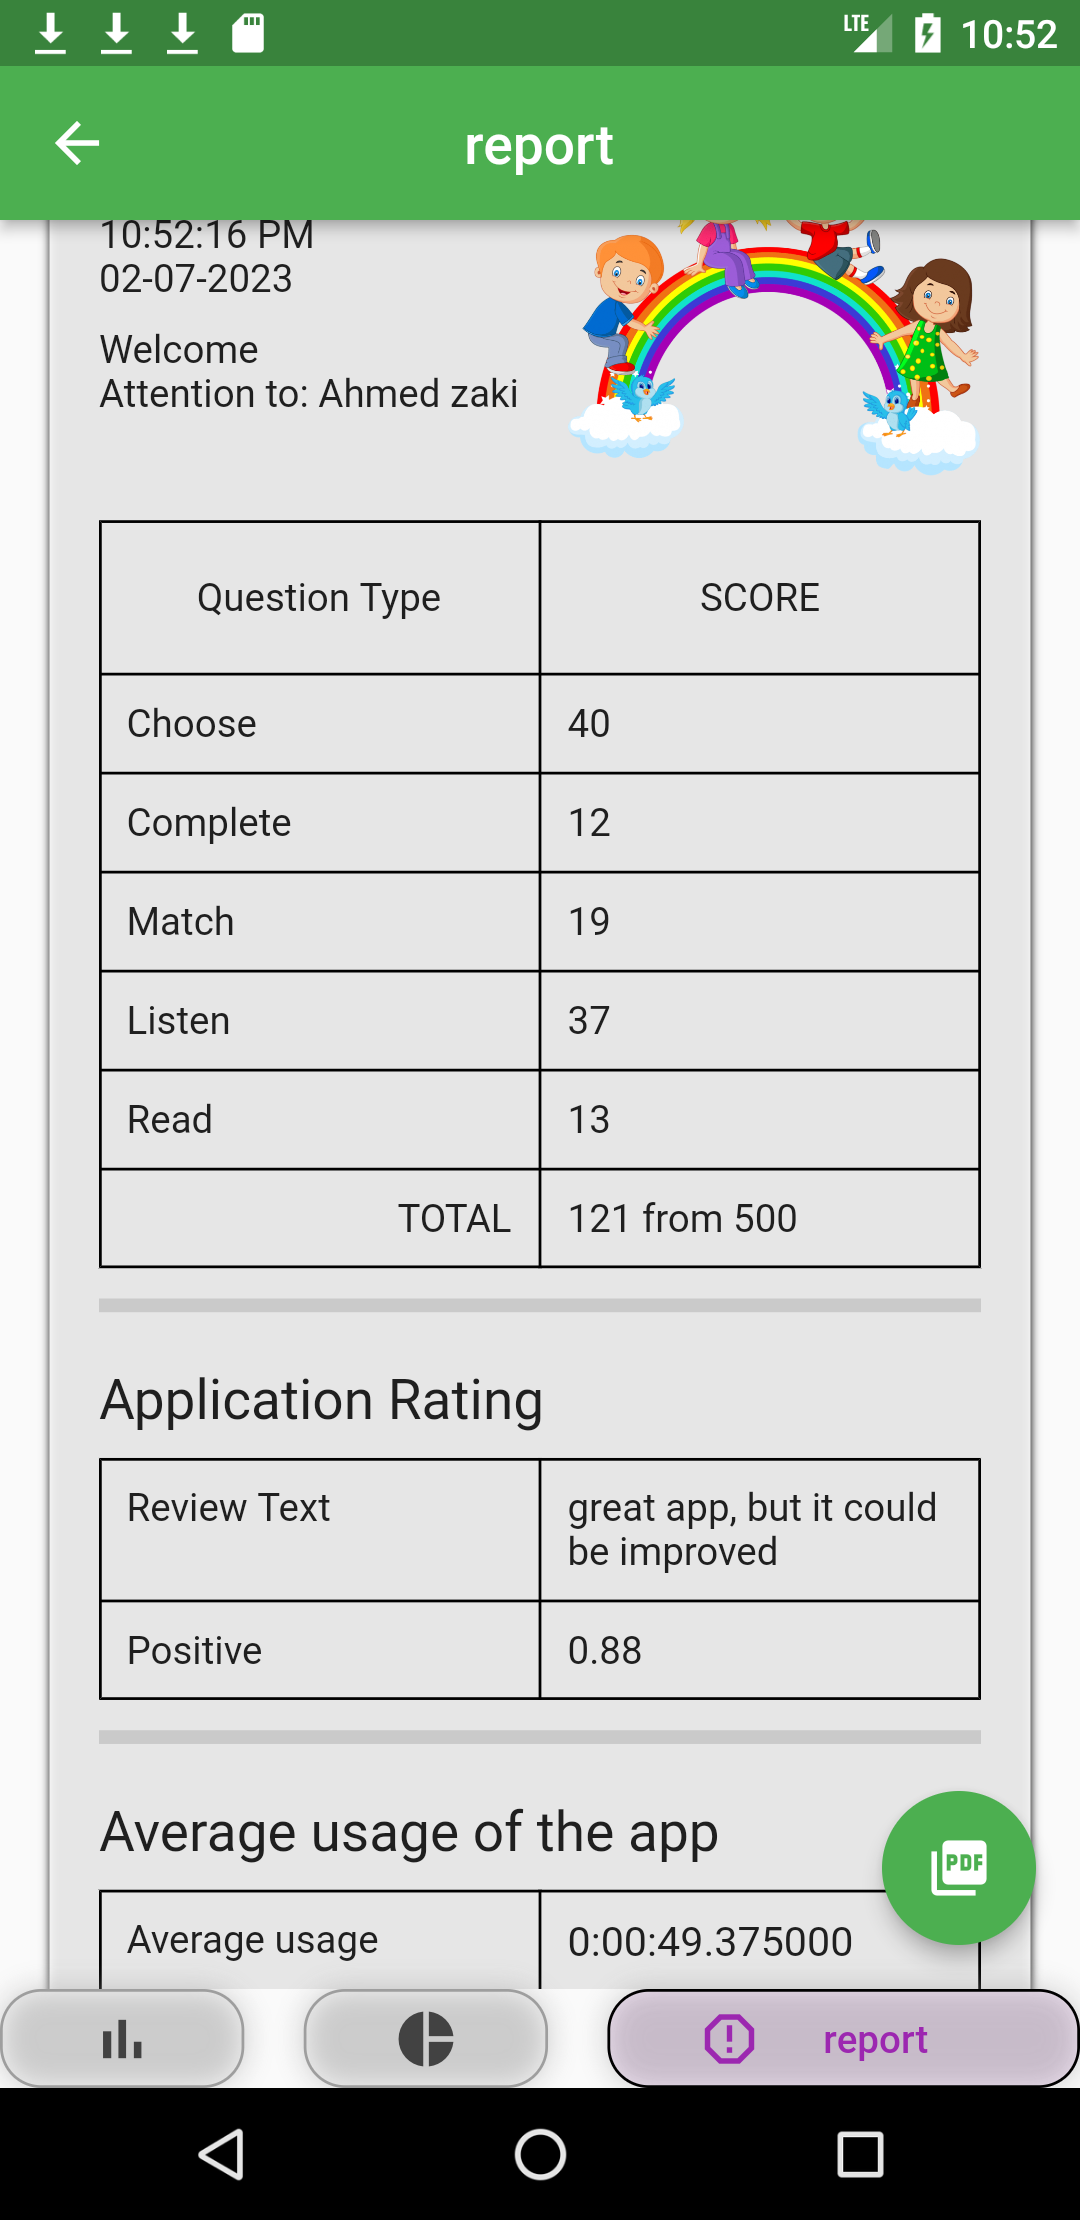 LTE 10:52
report
10:52:16 PM
02-07-2023
Welcome
Attention to: Ahmed zaki
Question Type SCORE
Choose 40
Complete 12
Match 19
Listen 37
Read 13
TOTAL 121 from 500
Application Rating
Review Text great app, but it could
be improved
Positive 0.88
Average usage of the app
PDF
Average usage 0:00:49.375000
report